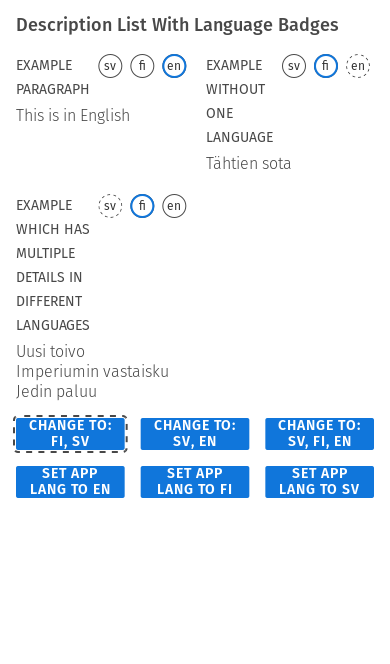 Description List With Language Badges
EXAMPLE PARAGRAPH
sv fi en
This is in English
EXAMPLE WITHOUT ONE LANGUAGE
sv fi en
Tähtien sota
EXAMPLE WHICH HAS MULTIPLE DETAILS IN DIFFERENT LANGUAGES
sv fi en
Uusi toivo
Imperiumin vastaisku
Jedin paluu
CHANGE TO: FI, SV
CHANGE TO: SV, EN
CHANGE TO: SV, FI, EN
SET APP LANG TO EN
SET APP LANG TO FI
SET APP LANG TO SV